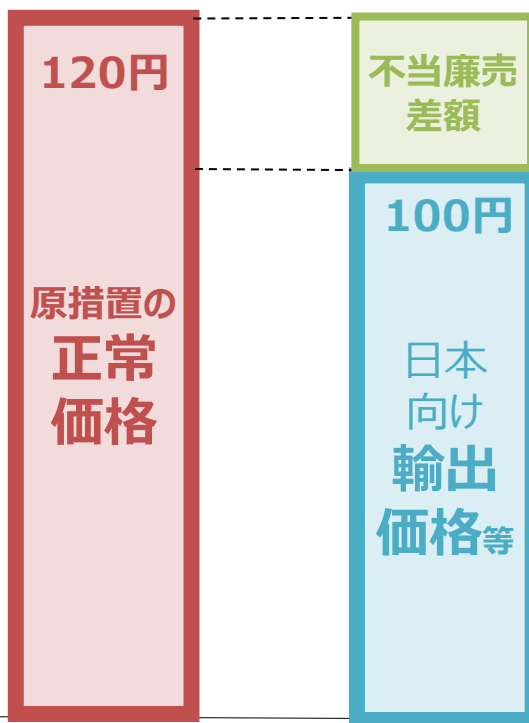 120円
原措置の
正常
価格
不当廉売
差額
100円
日本
向け
輸出
価格等